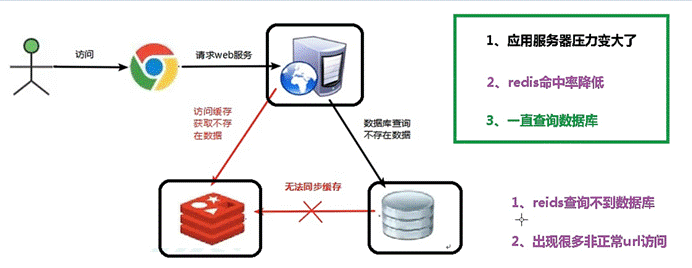 访问
请求web服务
访问缓存
获取不存
在数据
数据库查询
不存在数据
无法同步缓存
1、应用服务器压力变大了
2、redis命中率降低
3、一直查询数据库
1、reids查询不到数据库
2、出现很多非正常url访问